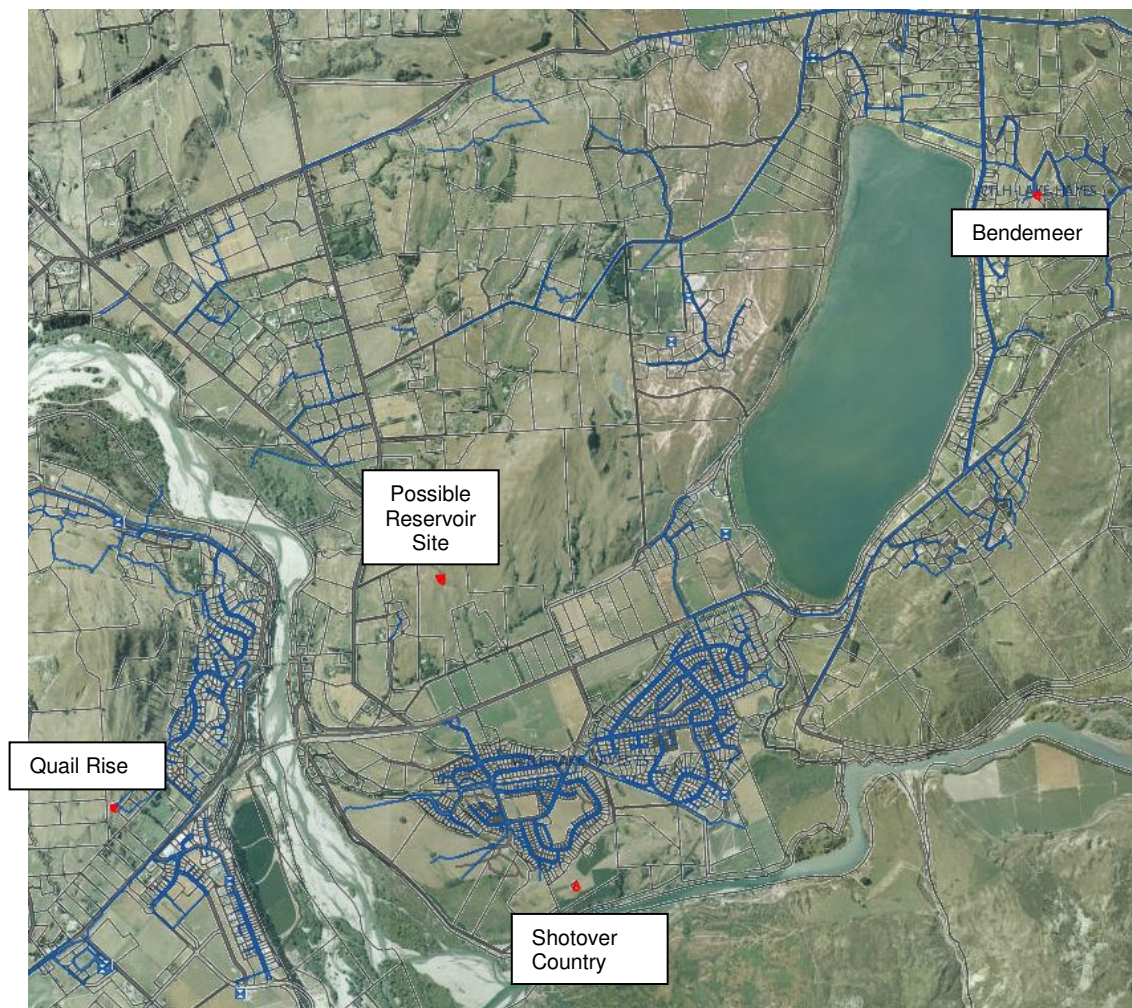 Bendemeer
Possible
Reservoir
Site
Quail Rise
Shotover
Country